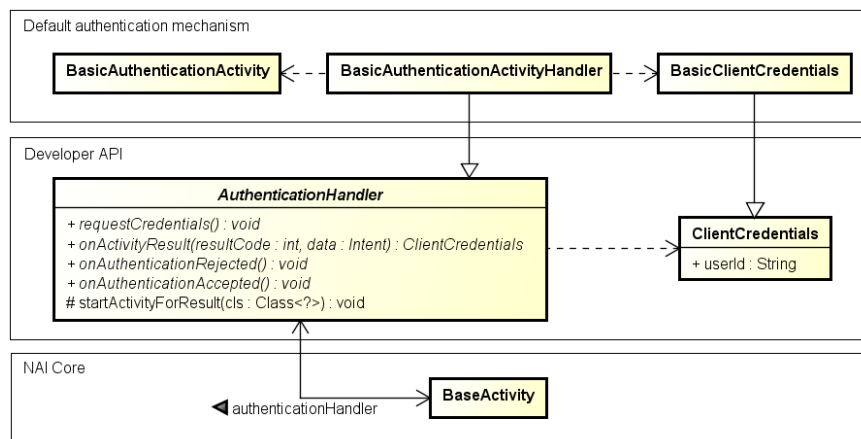 Default authentication mechanism
BasicAuthenticationActivity
BasicAuthenticationActivityHandler
BasicClientCredentials
Developer API
AuthenticationHandler
+ requestCredentials() : void
+ onActivityResult(resultCode : int, data : Intent) : ClientCredentials
+ onAuthenticationRejected() : void
+ onAuthenticationAccepted() : void
# startActivityForResult(cls : Class<?>) : void
ClientCredentials
+ userId : String
NAI Core
BaseActivity
authenticationHandler